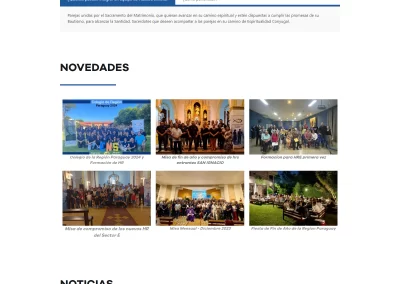 Parejas unidas por el Sacramento del Matrimonio, que quieran avanzar en su camino espiritual y estén dispuestas a cumplir las promesas de su
Bautismo, para alcanzar la Santidad. Sacerdotes que deseen acompañar a las parejas en su camino de Espiritualidad Conyugal.
NOVEDADES
Colegio de la Región Paraguay 2024 y
Formación de HR
Misa de fin de año y compromiso de los
entrantes SAN IGNACIO
Formación para HRE primera vez
Misa de compromiso de los nuevos HR
del Sector E
Misa Mensual - Diciembre 2023
Fiesta de Fin de Año de la Región Paraguay
NOTICIAS